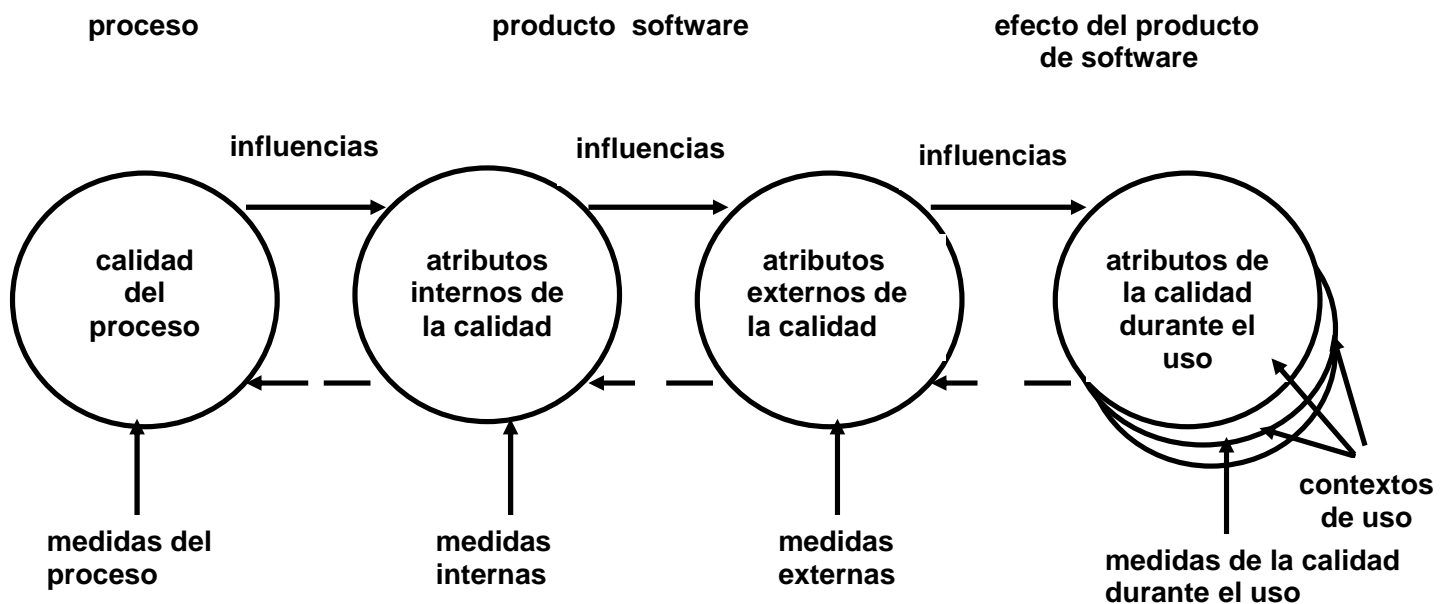 proceso
producto software
efecto del producto
de software
influencias
influencias
influencias
calidad
del
proceso
atributos
internos de
la calidad
atributos
externos de
la calidad
atributos de
la calidad
durante el
uso
contextos
de uso
medidas del
proceso
medidas
internas
medidas
externas
medidas de la calidad
durante el uso